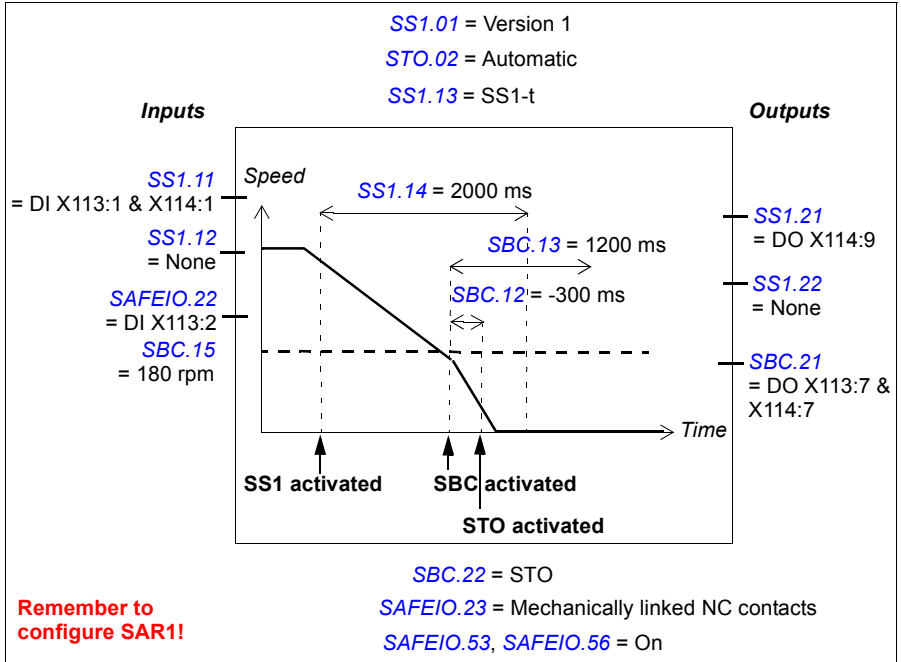 SS1.01 = Version 1
STO.02 = Automatic
SS1.13 = SS1-t
Inputs
Outputs
SS1.11
= DI X113:1 & X114:1
SS1.12
= None
SAFEIO.22
= DI X113:2
SBC.15
= 180 rpm
Speed
SS1.14 = 2000 ms
SBC.13 = 1200 ms
SBC.12 = -300 ms
Time
SS1 activated
SBC activated
STO activated
SS1.21
= DO X114:9
SS1.22
= None
SBC.21
= DO X113:7 &
X114:7
SBC.22 = STO
SAFEIO.23 = Mechanically linked NC contacts
SAFEIO.53, SAFEIO.56 = On
Remember to
configure SAR1!